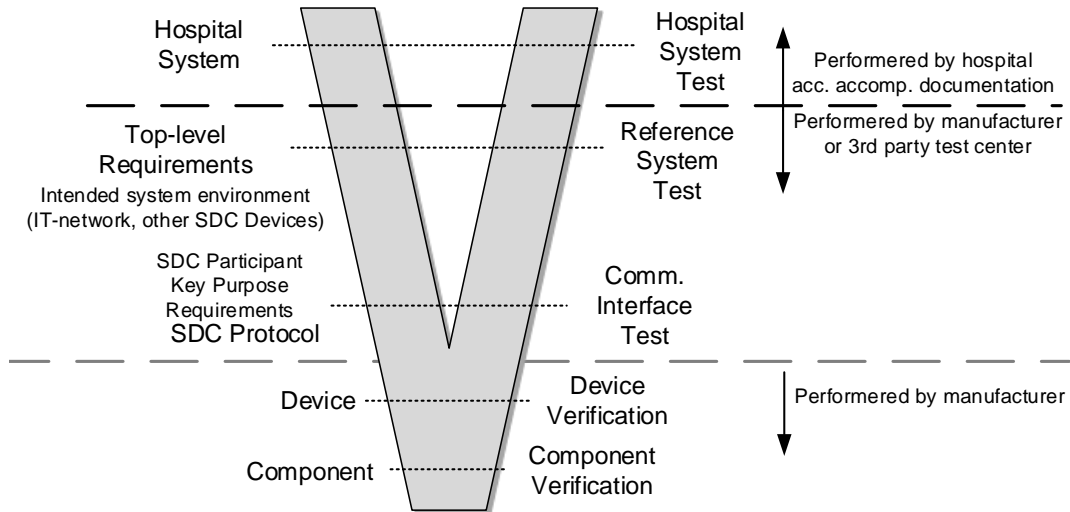 Hospital
System
Hospital
System
Test
Performered by hospital
acc. accomp. documentation
Top-level
Requirements
Intended system environment
(IT-network, other SDC Devices)
Reference
System
Test
Performered by manufacturer
or 3rd party test center
SDC Participant
Key Purpose
Requirements
SDC Protocol
Comm.
Interface
Test
Device
Device
Verification
Performered by manufacturer
Component
Component
Verification